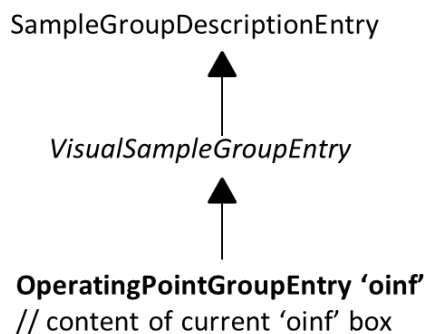 SampleGroupDescriptionEntry
VisualSampleGroupEntry
OperatingPointGroupEntry ‘oinf’
// content of current ‘oinf’ box